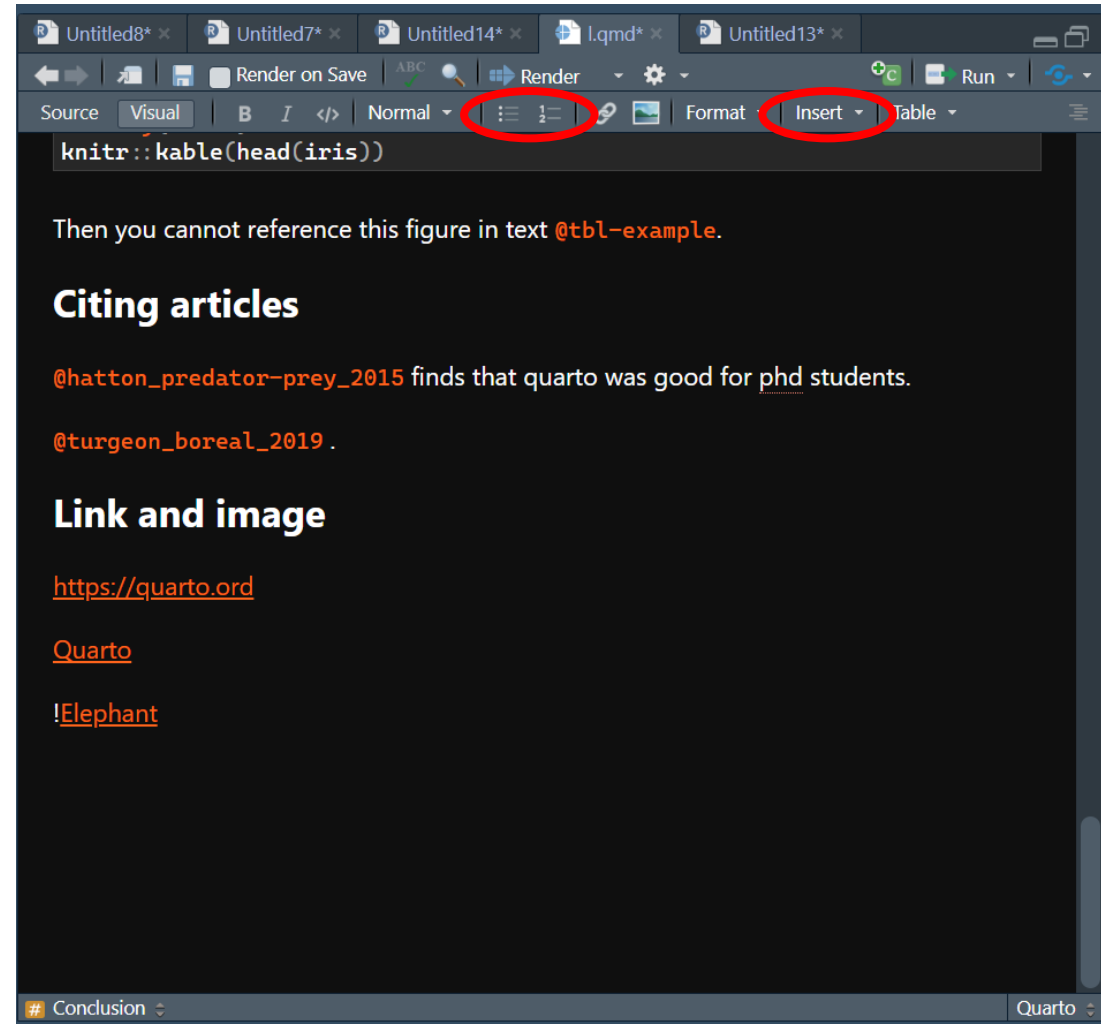 Untitled8* × Untitled7* × Untitled14* × l.qmd* × Untitled13* ×
Render on Save ABC Render Run
Source Visual B I </> Normal Format Insert Table
knitr::kable(head(iris))
Then you cannot reference this figure in text @tbl-example.
Citing articles
@hatton_predator-prey_2015 finds that quarto was good for phd students.
@turgeon_boreal_2019 .
Link and image
https://quarto.ord
Quarto
!Elephant
# Conclusion Quarto